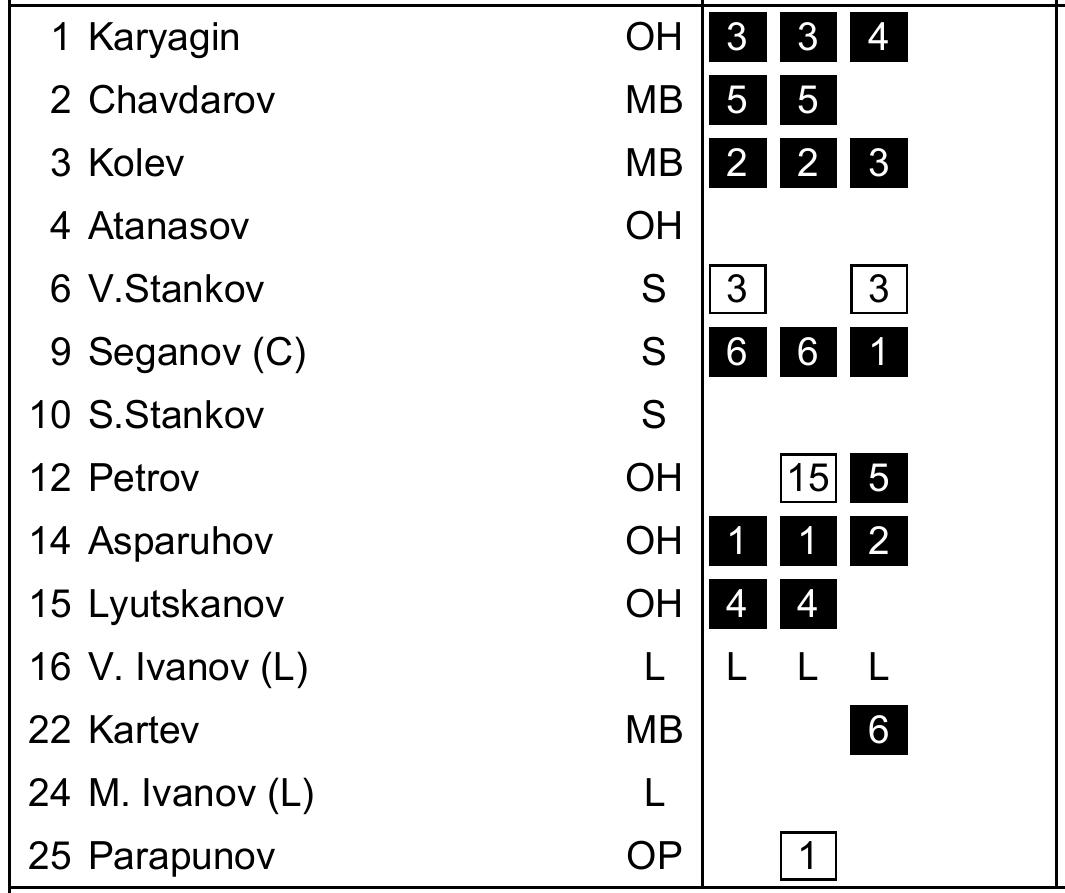 1 Karyagin OH 3 3 4
2 Chavdarov MB 5 5
3 Kolev MB 2 2 3
4 Atanasov OH
6 V.Stankov S 3 3
9 Seganov (C) S 6 6 1
10 S.Stankov S
12 Petrov OH 15 5
14 Asparuhov OH 1 1 2
15 Lyutskanov OH 4 4
16 V. Ivanov (L) L L L L
22 Kartev MB 6
24 M. Ivanov (L) L
25 Parapunov OP 1